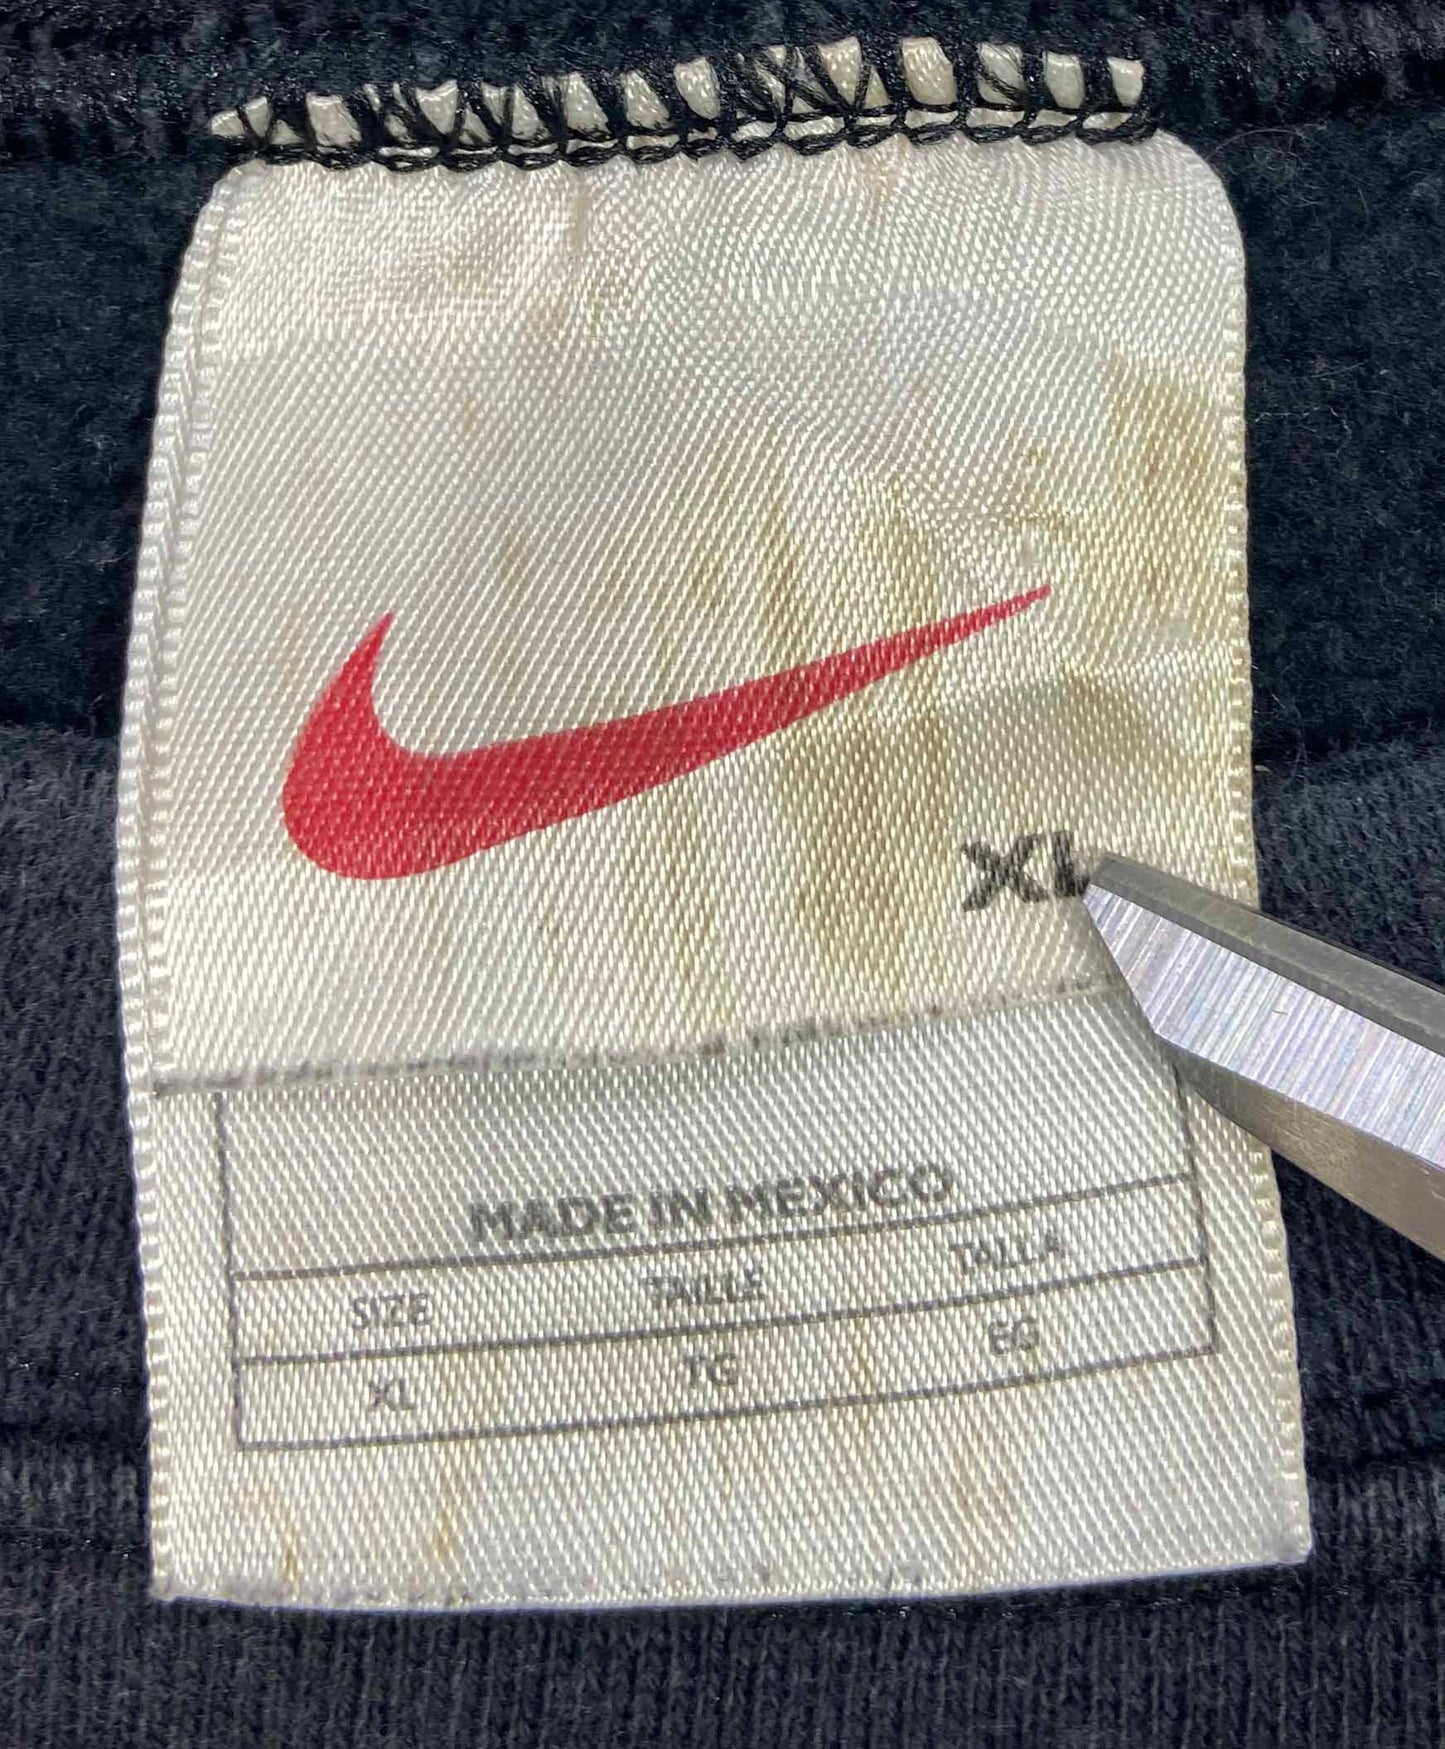 XL
MADE IN MEXICO
SIZE TAILLE TALLA
XL TG EG